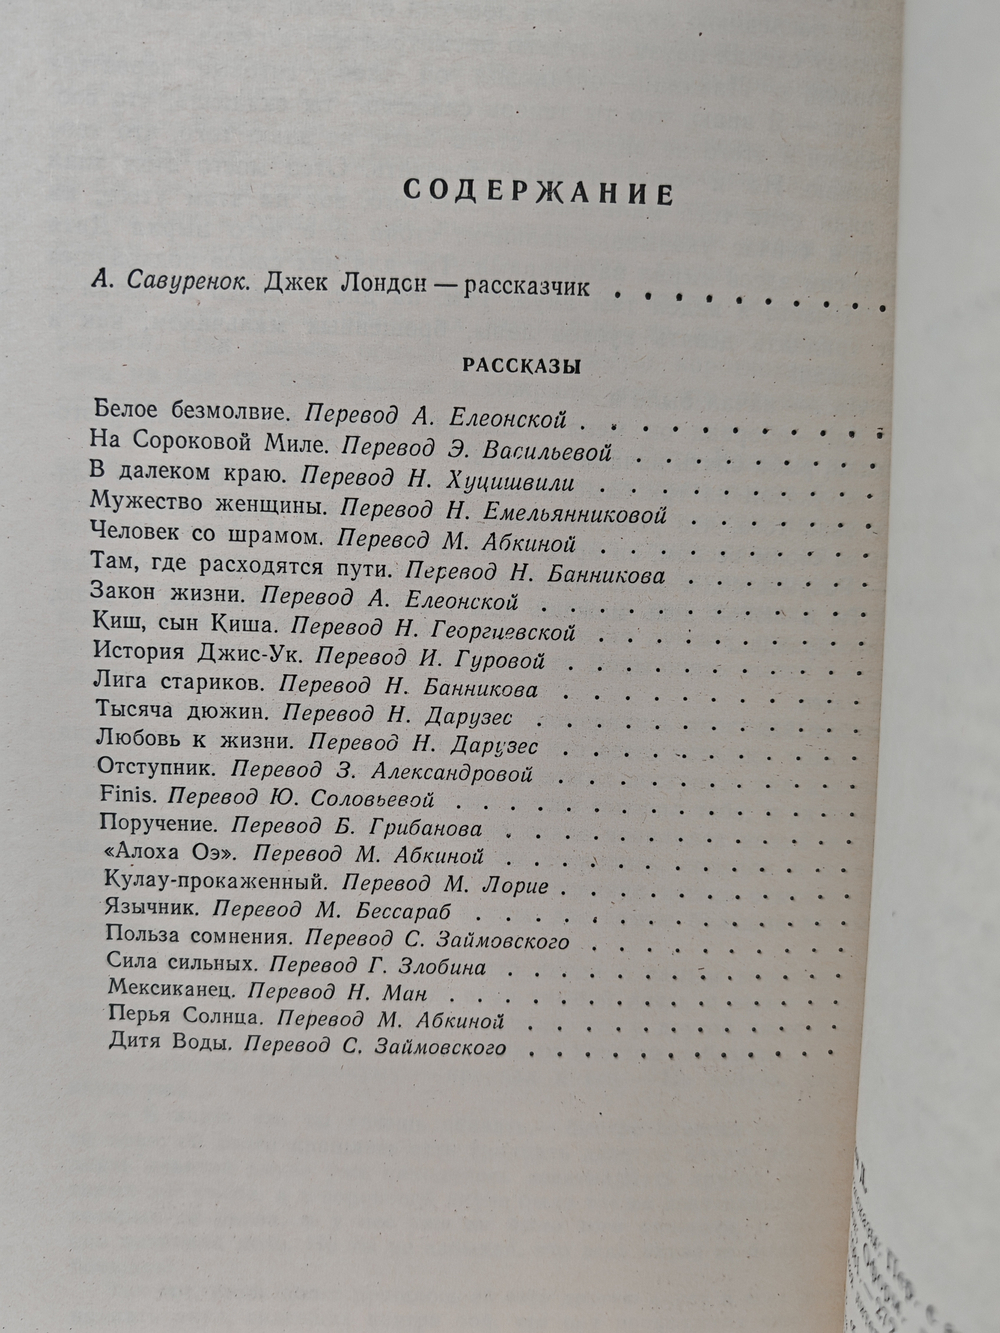 СОДЕРЖАНИЕ
А. Савуренок. Джек Лондсн — рассказчик . . . . . . . . . .
РАССКАЗЫ
Белое безмолвие. Перевод А. Елеонской . . . . . . . . . . .
На Сороковой Миле. Перевод Э. Васильевой . . . . . . . . .
В далеком краю. Перевод Н. Хуцишвили . . . . . . . . . .
Мужество женщины. Перевод Н. Емельянниковой . . . . . . .
Человек со шрамом. Перевод М. Абкиной . . . . . . . . . .
Там, где расходятся пути. Перевод Н. Банникова . . . . . . .
Закон жизни. Перевод А. Елеонской . . . . . . . . . . . .
Киш, сын Киша. Перевод Н. Георгиевской . . . . . . . . . .
История Джис-Ук. Перевод И. Гуровой . . . . . . . . . . .
Лига стариков. Перевод Н. Банникова . . . . . . . . . . .
Тысяча дюжин. Перевод Н. Дарузес . . . . . . . . . . . .
Любовь к жизни. Перевод Н. Дарузес . . . . . . . . . . .
Отступник. Перевод З. Александровой . . . . . . . . . . .
Finis. Перевод Ю. Соловьевой . . . . . . . . . . . . . . .
Поручение. Перевод Б. Грибанова . . . . . . . . . . . . .
«Алоха Оэ». Перевод М. Абкиной . . . . . . . . . . . . .
Кулау-прокаженный. Перевод М. Лорие . . . . . . . . . . .
Язычник. Перевод М. Бессараб . . . . . . . . . . . . . .
Польза сомнения. Перевод С. Займовского . . . . . . . . . .
Сила сильных. Перевод Г. Злобина . . . . . . . . . . . . .
Мексиканец. Перевод Н. Ман . . . . . . . . . . . . . . .
Перья Солнца. Перевод М. Абкиной . . . . . . . . . . . .
Дитя Воды. Перевод С. Займовского . . . . . . . . . . . .